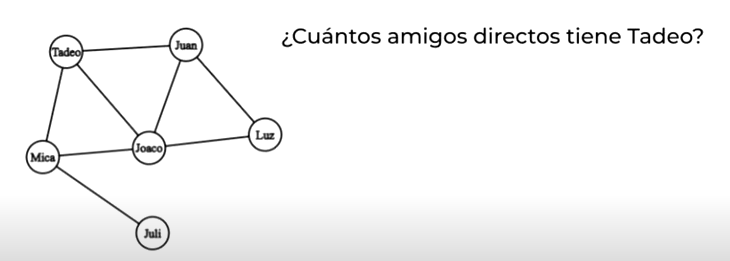 ¿Cuántos amigos directos tiene Tadeo?
Tadeo
Juan
Luz
Joaco
Mica
Juli